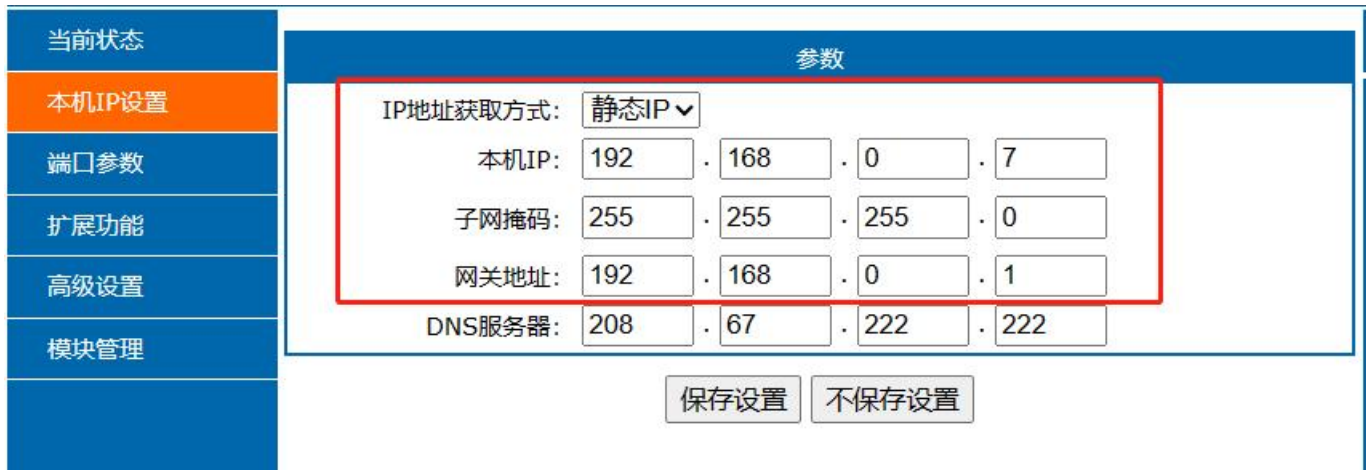 当前状态
本机IP设置
端口参数
扩展功能
高级设置
模块管理
参数
IP地址获取方式: 静态IP
本机IP: 192 . 168 . 0 . 7
子网掩码: 255 . 255 . 255 . 0
网关地址: 192 . 168 . 0 . 1
DNS服务器: 208 . 67 . 222 . 222
保存设置 不保存设置